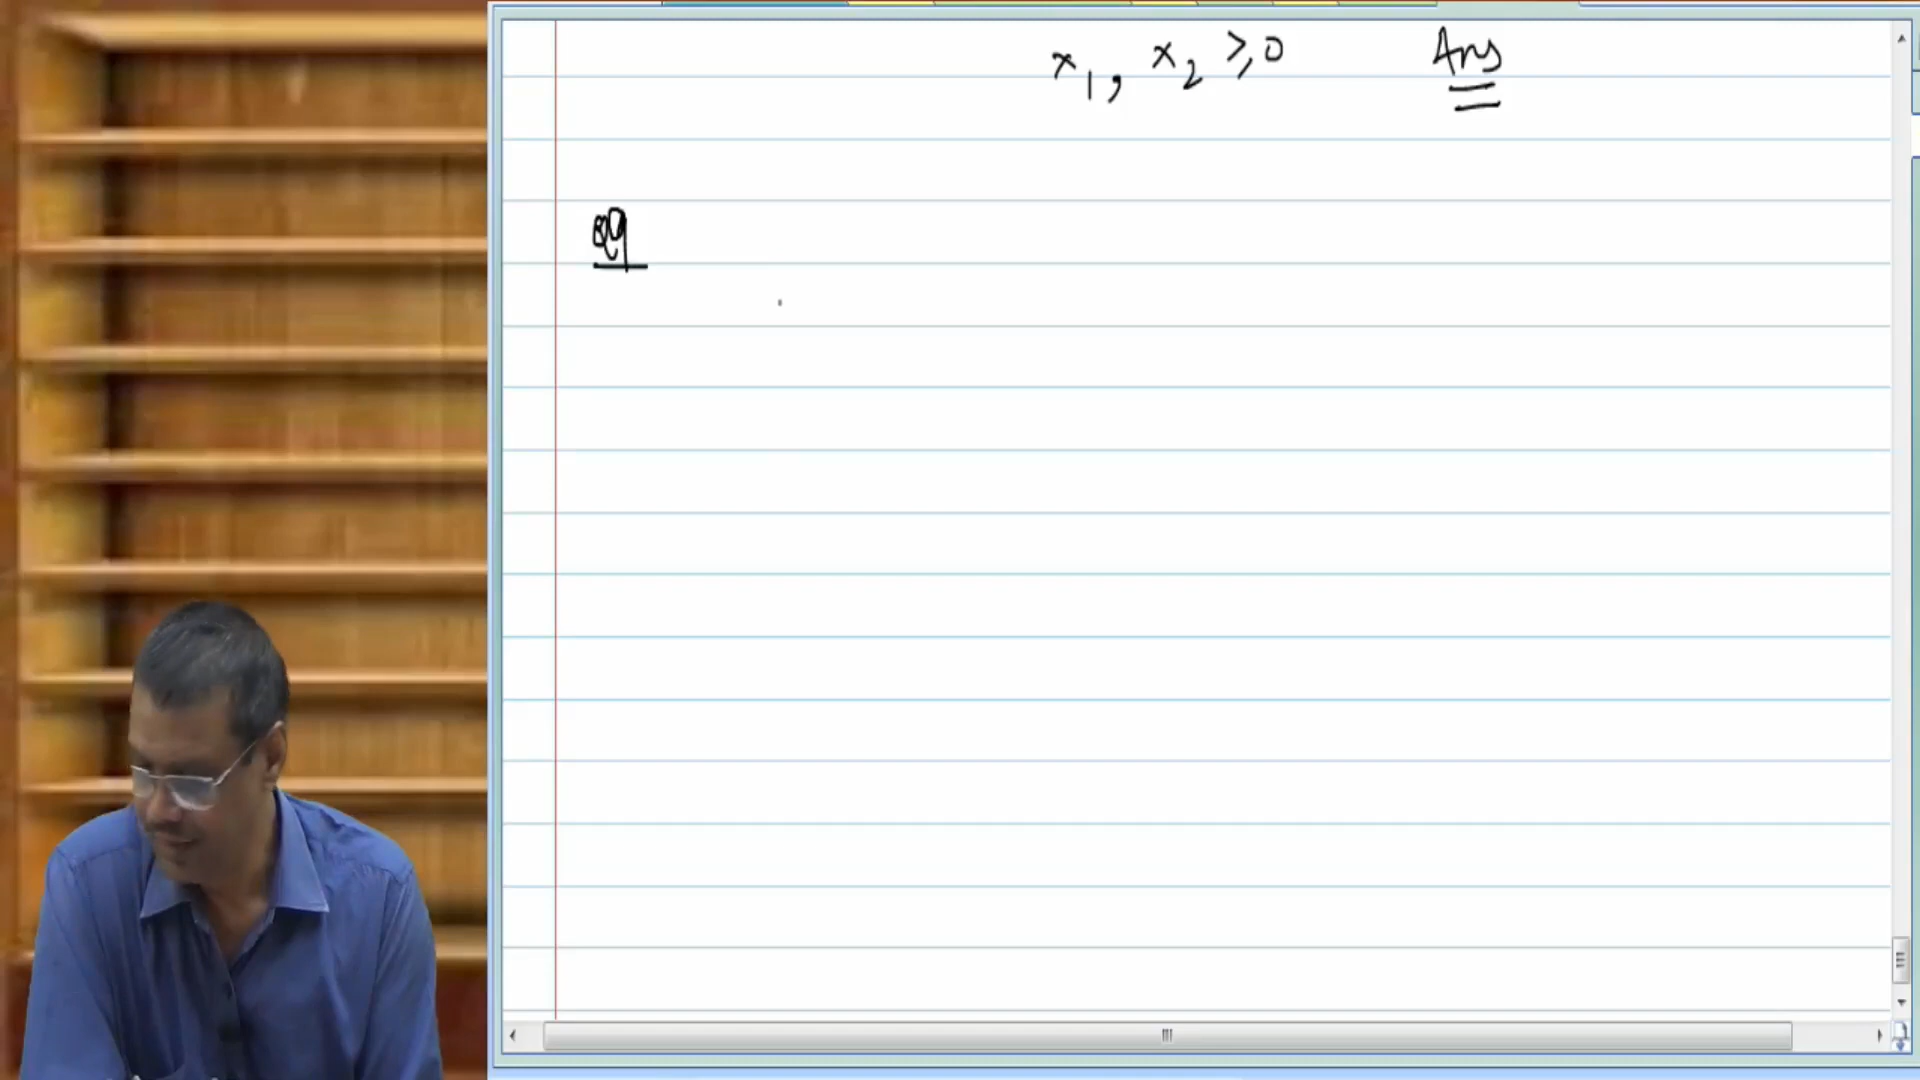 x₁, x₂ ≥ 0 Ans